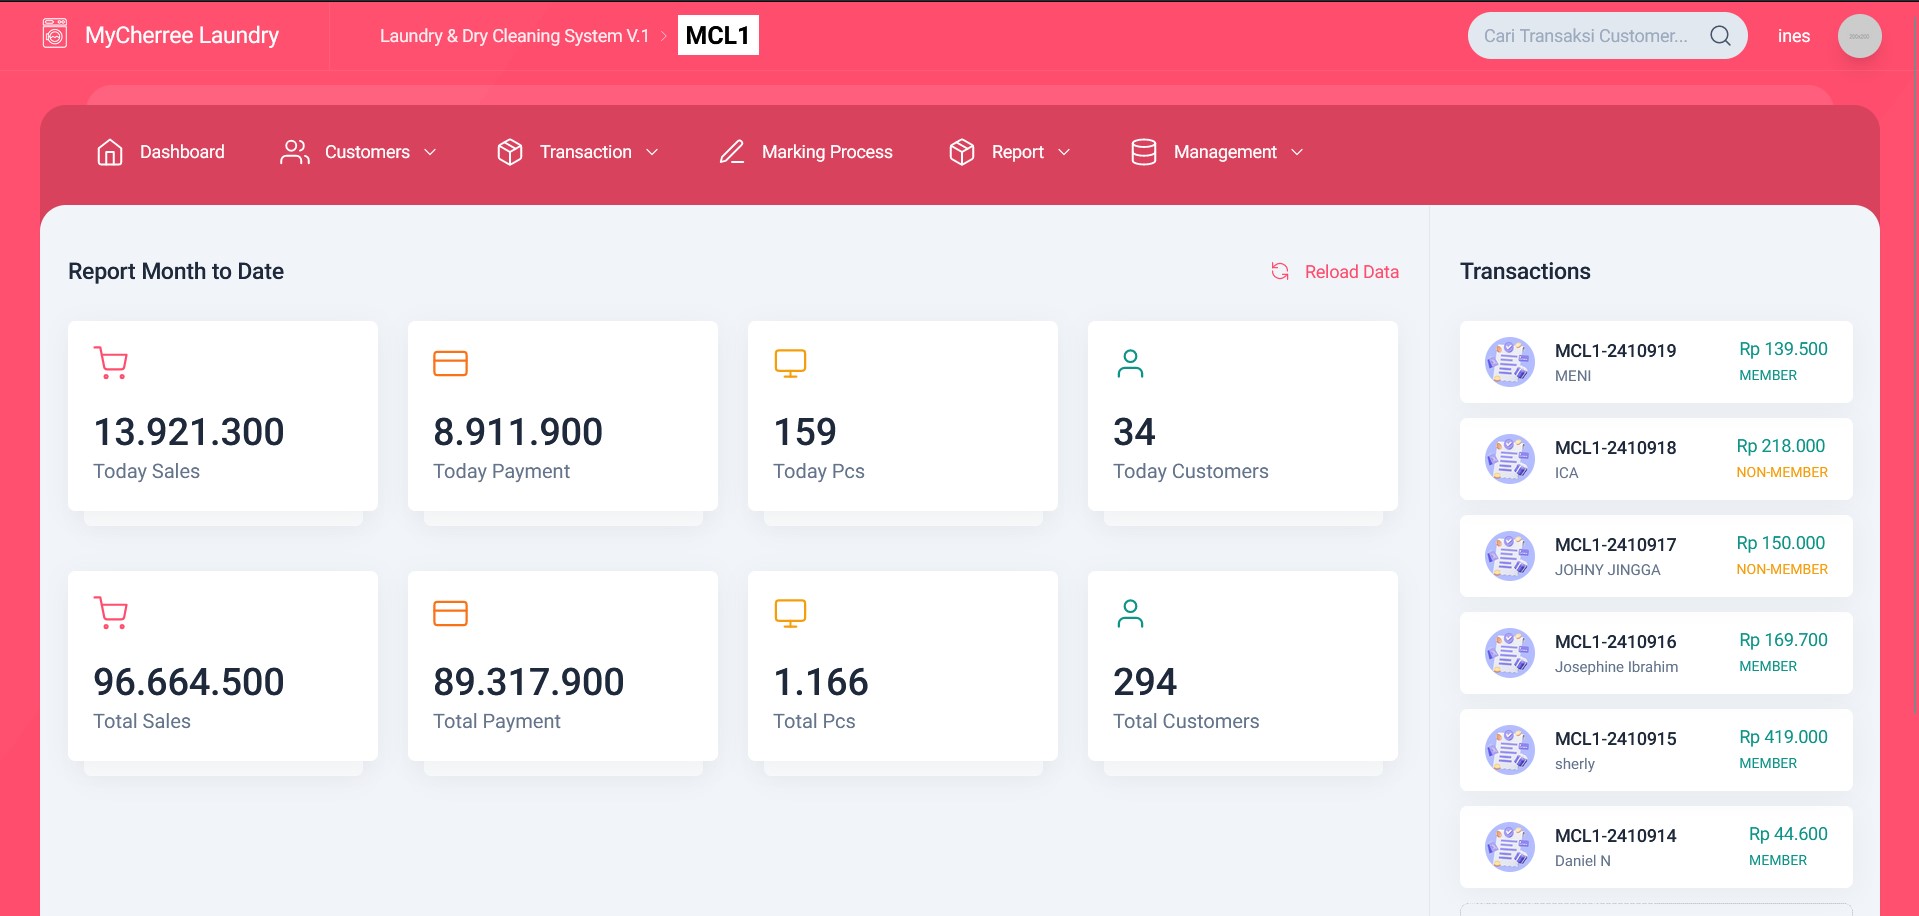 MyCherree Laundry
Laundry & Dry Cleaning System V.1
MCL1
Cari Transaksi Customer...
ines
Dashboard
Customers
Transaction
Marking Process
Report
Management
Report Month to Date
Reload Data
13.921.300
Today Sales
8.911.900
Today Payment
159
Today Pcs
34
Today Customers
96.664.500
Total Sales
89.317.900
Total Payment
1.166
Total Pcs
294
Total Customers
Transactions
MCL1-2410919
Rp 139.500
MENI
MEMBER
MCL1-2410918
Rp 218.000
ICA
NON-MEMBER
MCL1-2410917
Rp 150.000
JOHNY JINGGA
NON-MEMBER
MCL1-2410916
Rp 169.700
Josephine Ibrahim
MEMBER
MCL1-2410915
Rp 419.000
sherly
MEMBER
MCL1-2410914
Rp 44.600
Daniel N
MEMBER